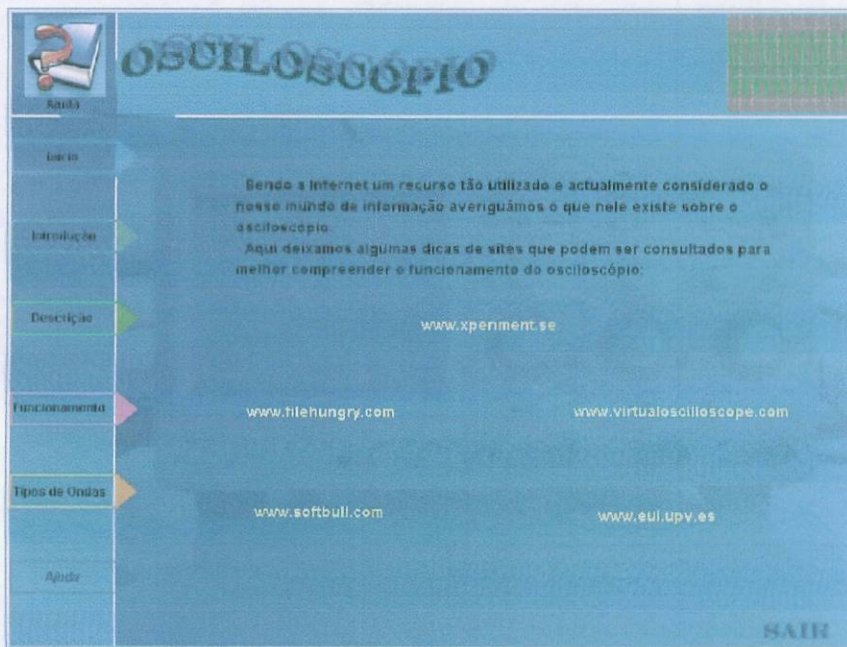 OSCILOSCÓPIO
Início
Sendo a Internet um recurso tão utilizado e actualmente considerado o
nosso mundo de informação averiguámos o que nele existe sobre o
osciloscópio.
Aqui deixamos algumas dicas de sites que podem ser consultados para
melhor compreender o funcionamento do osciloscópio:
Introdução
Descrição
www.xperiment.se
Funcionamento
www.filehungry.com
www.virtualoscilloscope.com
Tipos de Ondas
www.softbull.com
www.eui.upv.es
Ajuda
SAIR